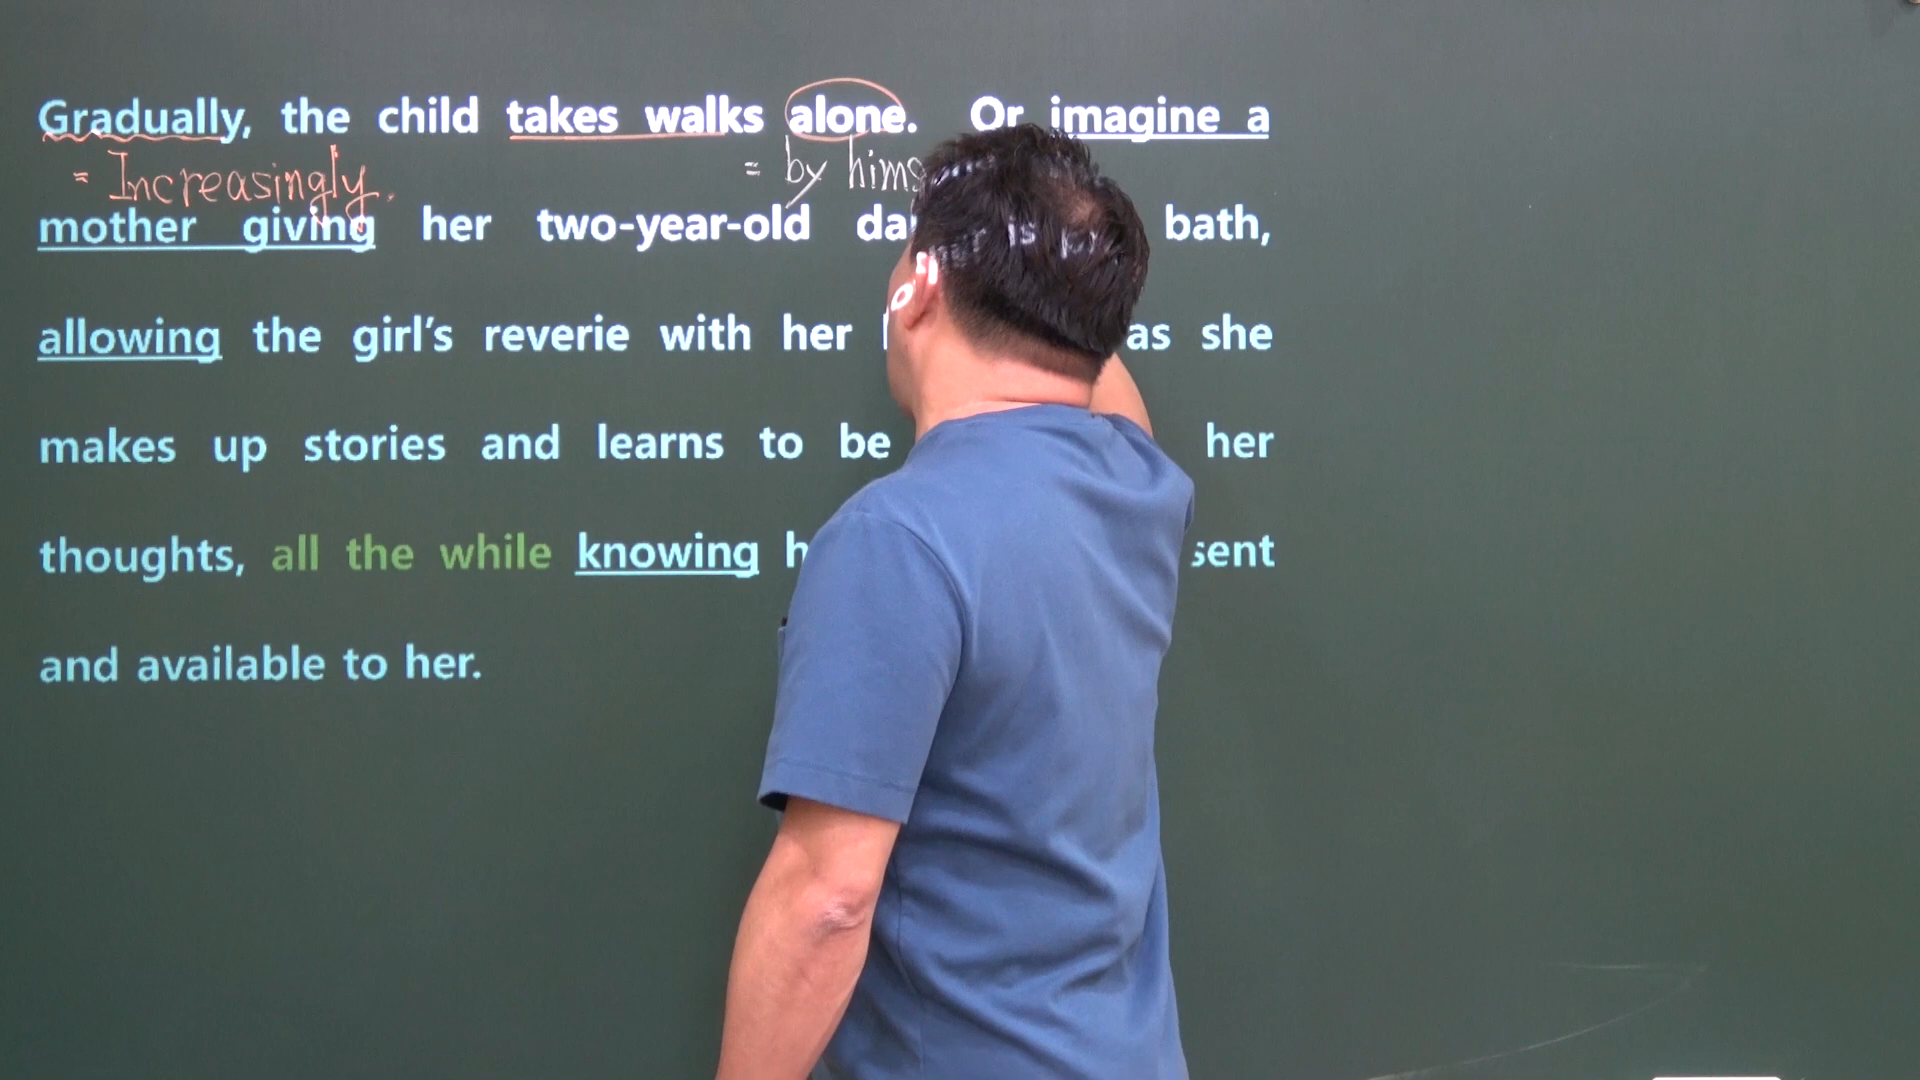 Gradually, the child takes walks alone. Or imagine a
= Increasingly. = by hims
mother giving her two-year-old bath,
allowing the girl's reverie with her as she
makes up stories and learns to be her
thoughts, all the while knowing
and available to her.